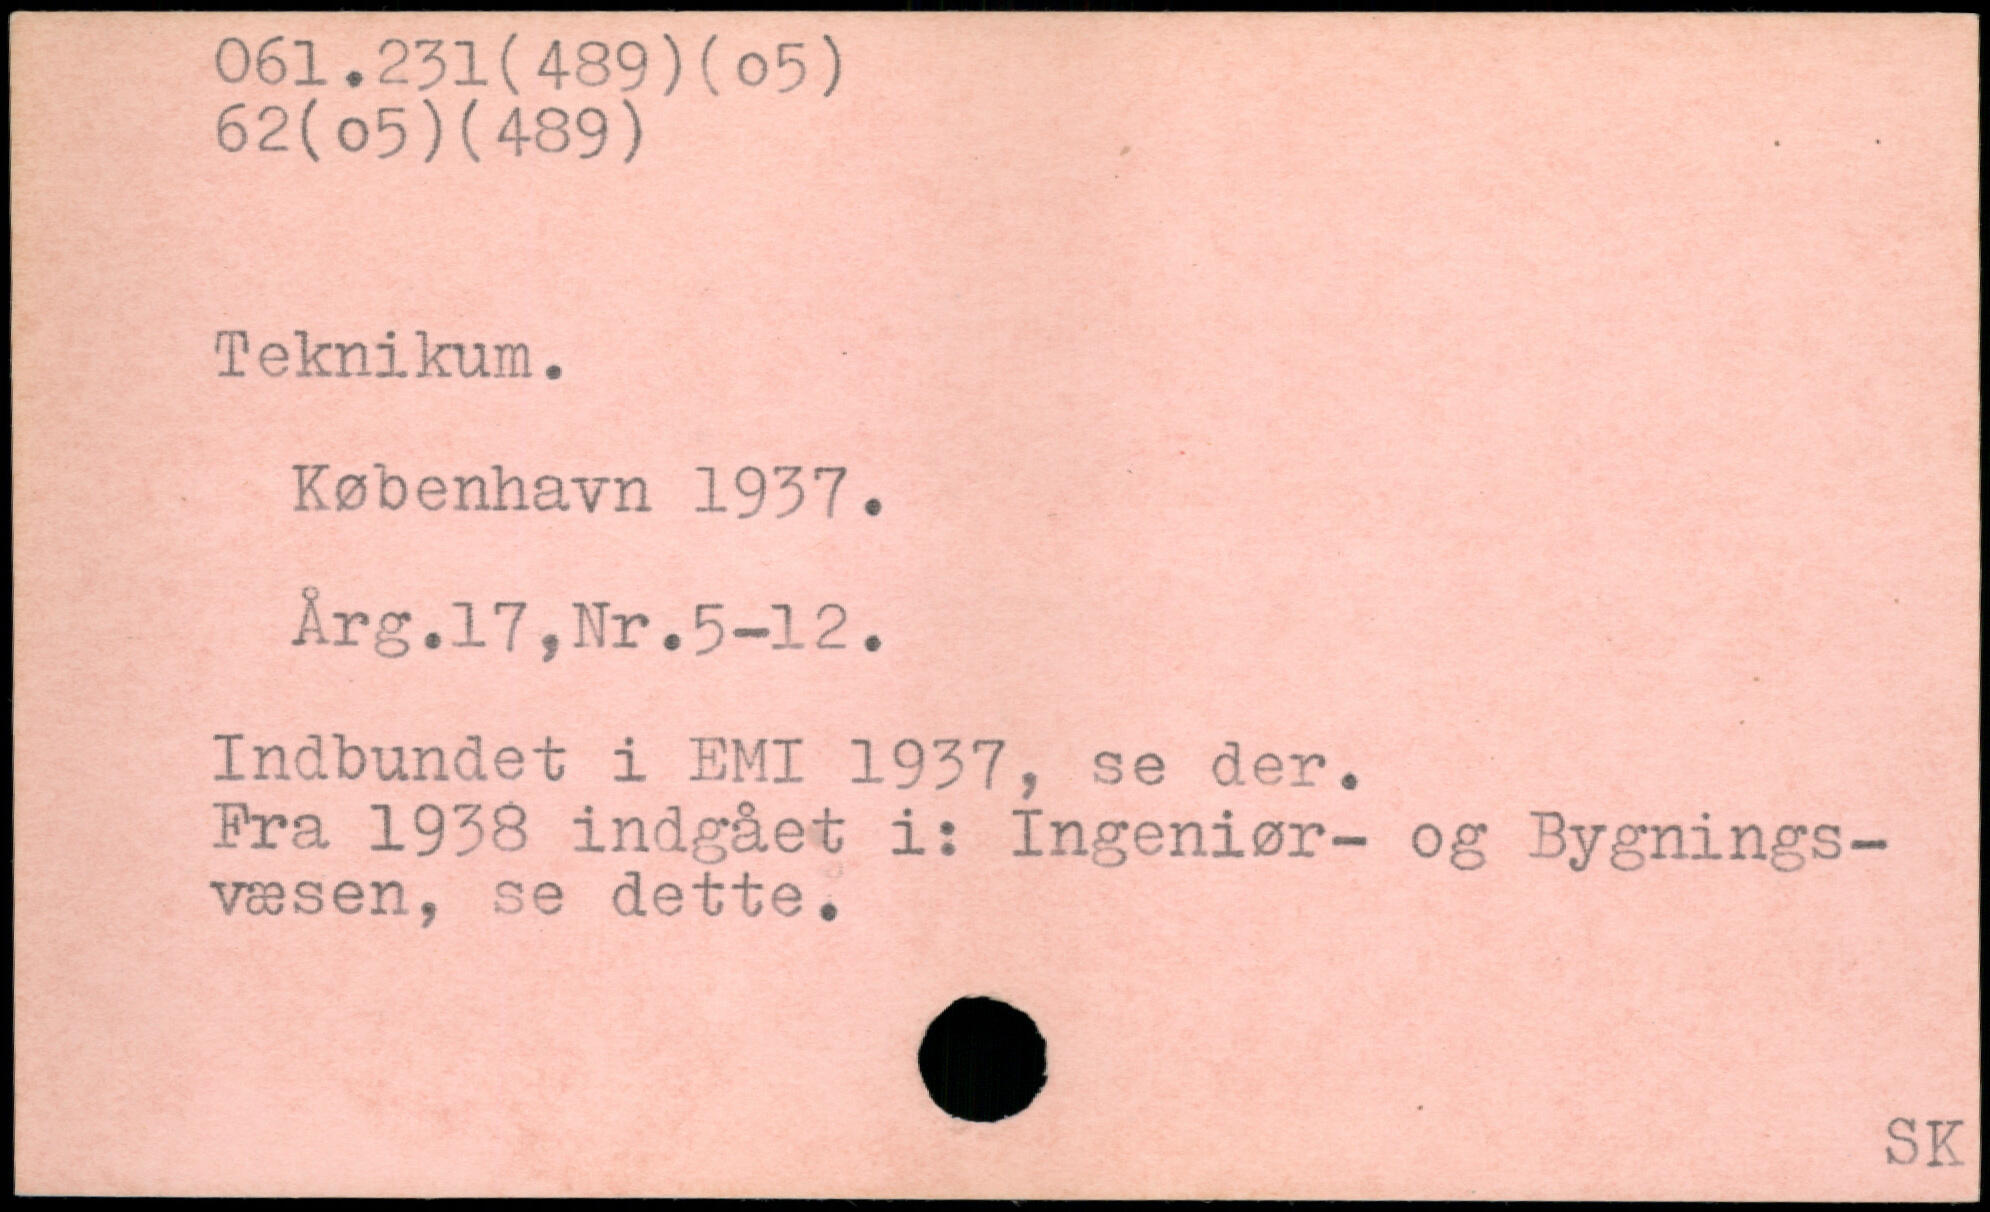 061.231(489)(o5)
62(o5)(489)
Teknikum.
København 1937.
Årg.17,Nr.5-12.
Indbundet i EMI 1937, se der.
Fra 1938 indgået i: Ingeniør- og Bygnings-
væsen, se dette.
SK